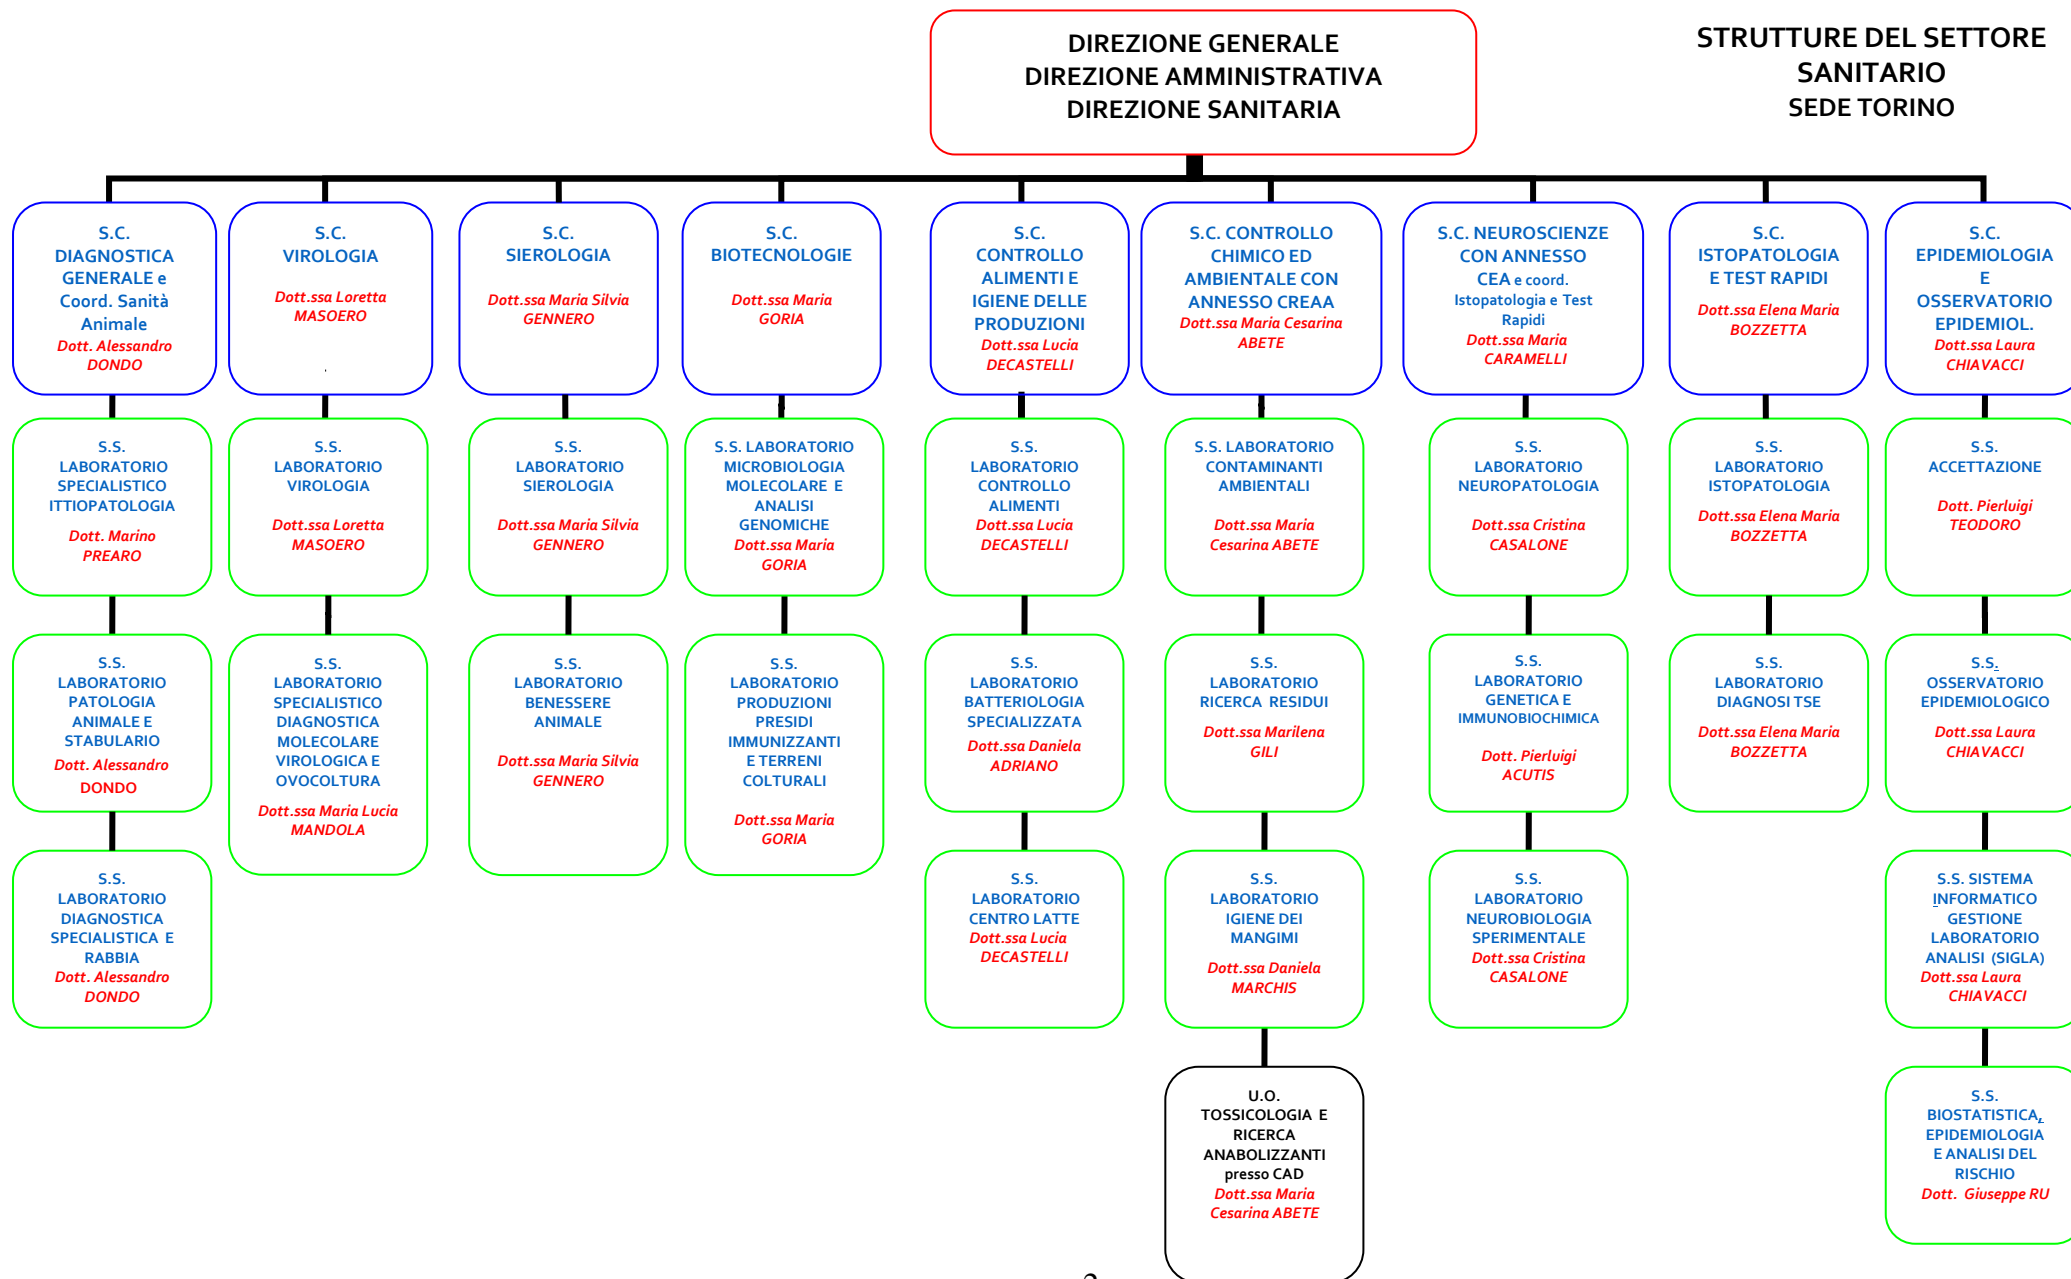 DIREZIONE GENERALE
DIREZIONE AMMINISTRATIVA
DIREZIONE SANITARIA
STRUTTURE DEL SETTORE
SANITARIO
SEDE TORINO
S.C.
DIAGNOSTICA
GENERALE e
Coord. Sanità
Animale
Dott. Alessandro
DONDO
S.C.
VIROLOGIA
Dott.ssa Loretta
MASOERO
.
S.C.
SIEROLOGIA
Dott.ssa Maria Silvia
GENNERO
S.C.
BIOTECNOLOGIE
Dott.ssa Maria
GORIA
S.C.
CONTROLLO
ALIMENTI E
IGIENE DELLE
PRODUZIONI
Dott.ssa Lucia
DECASTELLI
S.C. CONTROLLO
CHIMICO ED
AMBIENTALE CON
ANNESSO CREAA
Dott.ssa Maria Cesarina
ABETE
S.C. NEUROSCIENZE
CON ANNESSO
CEA e coord.
Istopatologia e Test
Rapidi
Dott.ssa Maria
CARAMELLI
S.C.
ISTOPATOLOGIA
E TEST RAPIDI
Dott.ssa Elena Maria
BOZZETTA
S.C.
EPIDEMIOLOGIA
E
OSSERVATORIO
EPIDEMIOL.
Dott.ssa Laura
CHIAVACCI
S.S.
LABORATORIO
SPECIALISTICO
ITTIOPATOLOGIA
Dott. Marino
PREARO
S.S.
LABORATORIO
VIROLOGIA
Dott.ssa Loretta
MASOERO
S.S.
LABORATORIO
SIEROLOGIA
Dott.ssa Maria Silvia
GENNERO
S.S. LABORATORIO
MICROBIOLOGIA
MOLECOLARE E
ANALISI
GENOMICHE
Dott.ssa Maria
GORIA
S.S.
LABORATORIO
CONTROLLO
ALIMENTI
Dott.ssa Lucia
DECASTELLI
S.S. LABORATORIO
CONTAMINANTI
AMBIENTALI
Dott.ssa Maria
Cesarina ABETE
S.S.
LABORATORIO
NEUROPATOLOGIA
Dott.ssa Cristina
CASALONE
S.S.
LABORATORIO
ISTOPATOLOGIA
Dott.ssa Elena Maria
BOZZETTA
S.S.
ACCETTAZIONE
Dott. Pierluigi
TEODORO
S.S.
LABORATORIO
PATOLOGIA
ANIMALE E
STABULARIO
Dott. Alessandro
DONDO
S.S.
LABORATORIO
SPECIALISTICO
DIAGNOSTICA
MOLECOLARE
VIROLOGICA E
OVOCOLTURA
Dott.ssa Maria Lucia
MANDOLA
S.S.
LABORATORIO
BENESSERE
ANIMALE
Dott.ssa Maria Silvia
GENNERO
S.S.
LABORATORIO
PRODUZIONI
PRESIDI
IMMUNIZZANTI
E TERRENI
COLTURALI
Dott.ssa Maria
GORIA
S.S.
LABORATORIO
BATTERIOLOGIA
SPECIALIZZATA
Dott.ssa Daniela
ADRIANO
S.S.
LABORATORIO
RICERCA RESIDUI
Dott.ssa Marilena
GILI
S.S.
LABORATORIO
GENETICA E
IMMUNOBIOCHIMICA
Dott. Pierluigi
ACUTIS
S.S.
LABORATORIO
DIAGNOSI TSE
Dott.ssa Elena Maria
BOZZETTA
S.S.
OSSERVATORIO
EPIDEMIOLOGICO
Dott.ssa Laura
CHIAVACCI
S.S.
LABORATORIO
DIAGNOSTICA
SPECIALISTICA E
RABBIA
Dott. Alessandro
DONDO
S.S.
LABORATORIO
CENTRO LATTE
Dott.ssa Lucia
DECASTELLI
S.S.
LABORATORIO
IGIENE DEI
MANGIMI
Dott.ssa Daniela
MARCHIS
S.S.
LABORATORIO
NEUROBIOLOGIA
SPERIMENTALE
Dott.ssa Cristina
CASALONE
S.S. SISTEMA
INFORMATICO
GESTIONE
LABORATORIO
ANALISI (SIGLA)
Dott.ssa Laura
CHIAVACCI
U.O.
TOSSICOLOGIA E
RICERCA
ANABOLIZZANTI
presso CAD
Dott.ssa Maria
Cesarina ABETE
S.S.
BIOSTATISTICA,
EPIDEMIOLOGIA
E ANALISI DEL
RISCHIO
Dott. Giuseppe RU